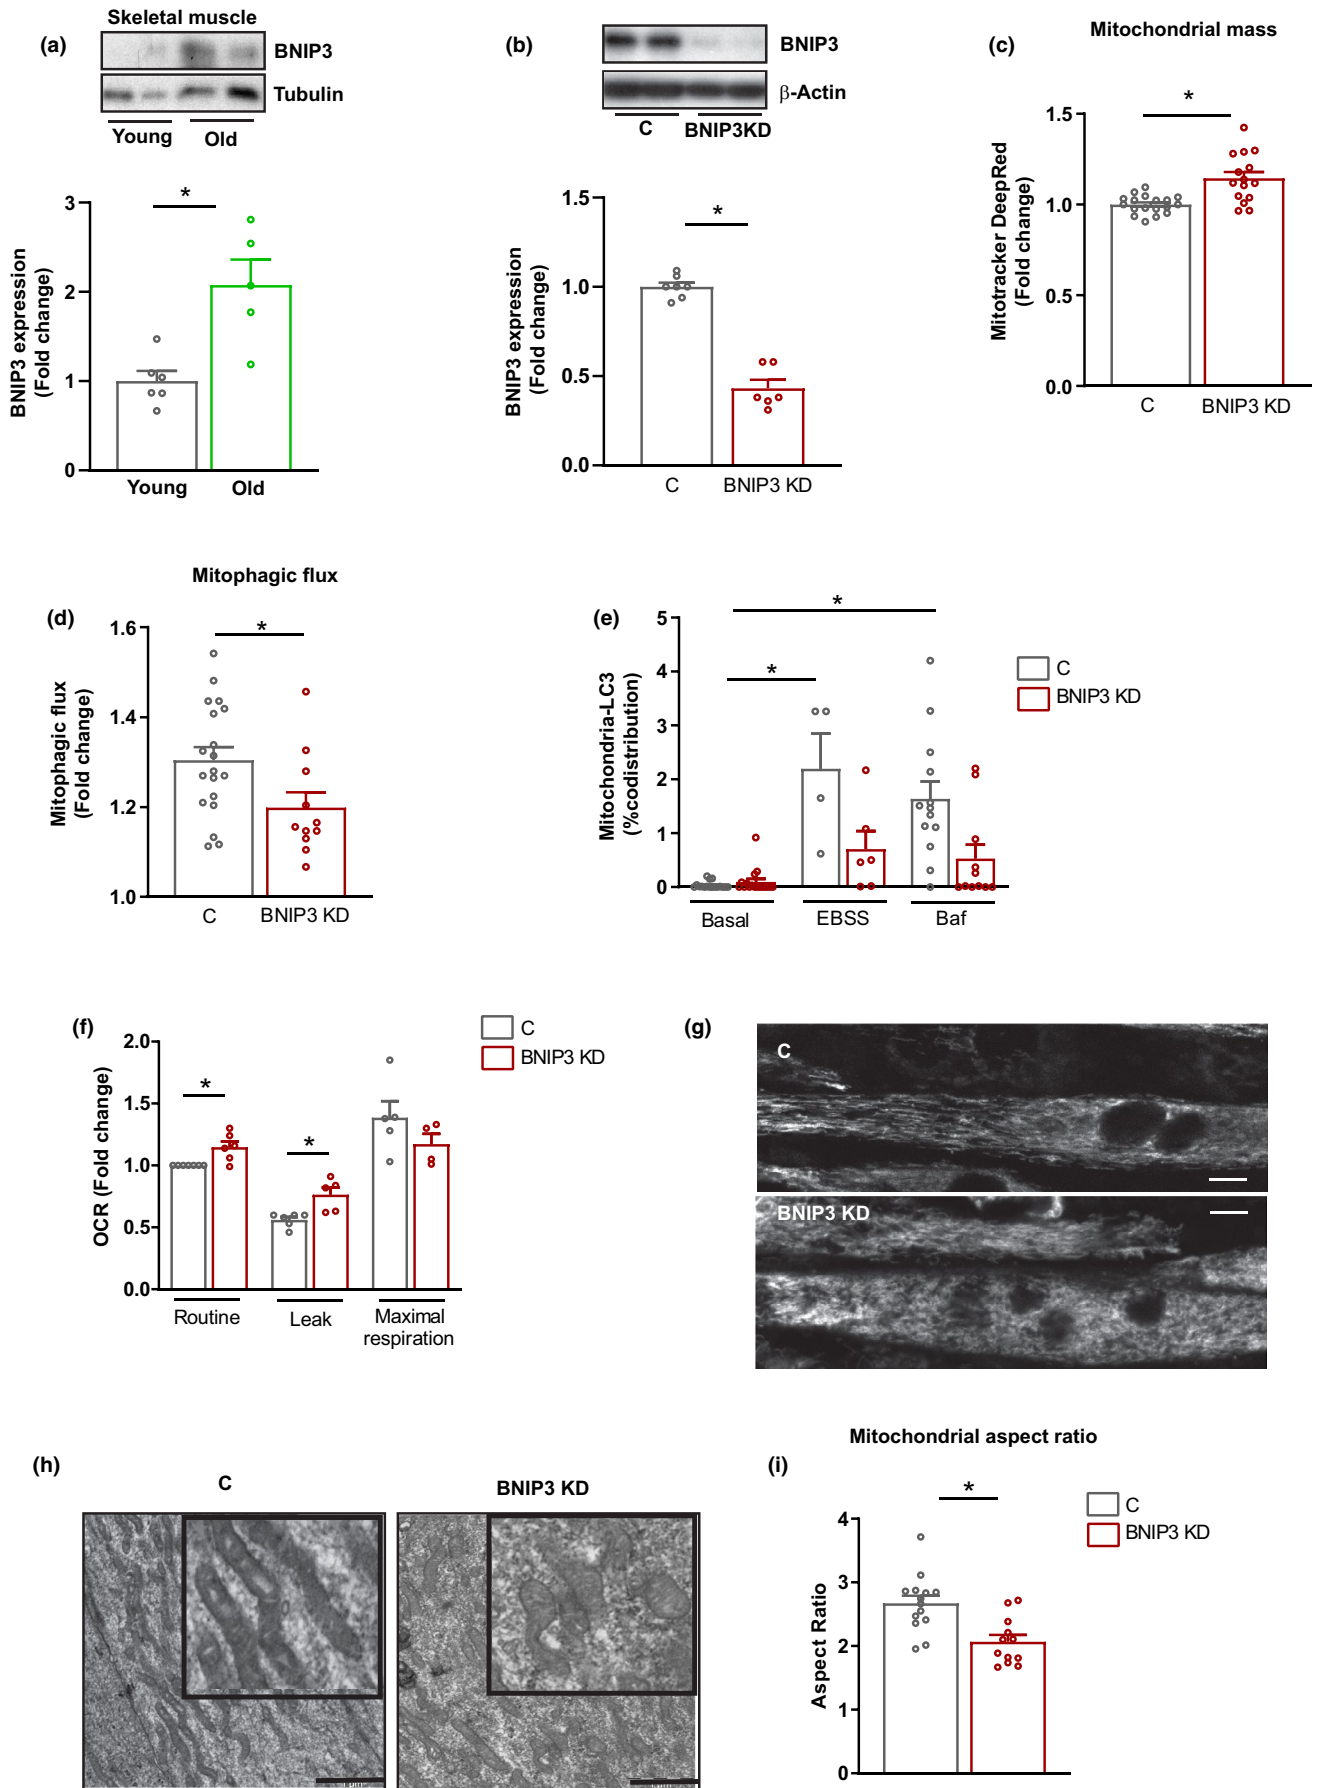 (a)
Skeletal muscle
BNIP3
Tubulin
Young Old
*
BNIP3 expression
(Fold change)
3
2
1
0
Young Old
(b)
BNIP3
β-Actin
C BNIP3KD
*
BNIP3 expression
(Fold change)
1.5
1.0
0.5
0.0
C BNIP3 KD
(c)
Mitochondrial mass
*
Mitotracker DeepRed
(Fold change)
1.5
1.0
0.5
0.0
C BNIP3 KD
Mitophagic flux
(d)
*
Mitophagic flux
(Fold change)
1.6
1.4
1.2
1.0
C BNIP3 KD
(e)
*
*
Mitochondria-LC3
(%codistribution)
5
4
3
2
1
0
Basal EBSS Baf
C
BNIP3 KD
(f)
C
BNIP3 KD
*
*
OCR (Fold change)
2.0
1.5
1.0
0.5
0.0
Routine Leak Maximal
respiration
(g)
C
BNIP3 KD
(h)
C BNIP3 KD
Mitochondrial aspect ratio
(i)
*
C
BNIP3 KD
Aspect Ratio
4
3
2
1
0